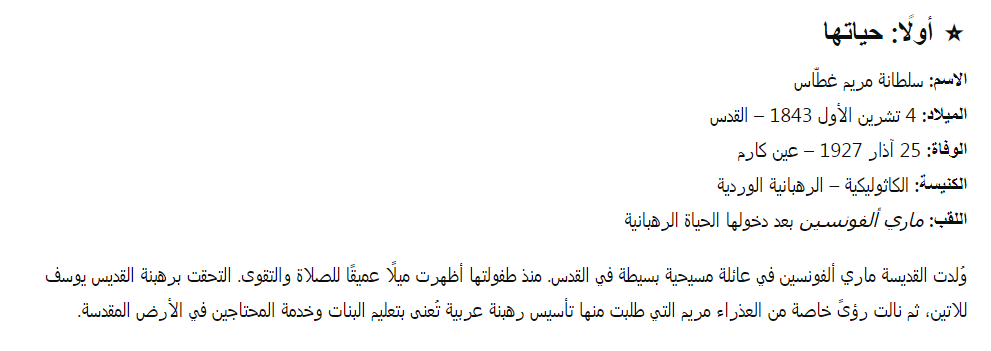 ★ أولًا: حياتها
الاسم: سلطانة مريم غطّاس
الميلاد: 4 تشرين الأول 1843 – القدس
الوفاة: 25 آذار 1927 – عين كارم
الكنيسة: الكاثوليكية – الرهبانية الوردية
اللقب: ماري ألفونسين بعد دخولها الحياة الرهبانية
وُلدت القديسة ماري ألفونسين في عائلة مسيحية بسيطة في القدس. منذ طفولتها أظهرت ميلًا عميقًا للصلاة والتقوى. التحقت برهبنة القديس يوسف
للاتين، ثم نالت رؤىً خاصة من العذراء مريم التي طلبت منها تأسيس رهبنة عربية تُعنى بتعليم البنات وخدمة المحتاجين في الأرض المقدسة.